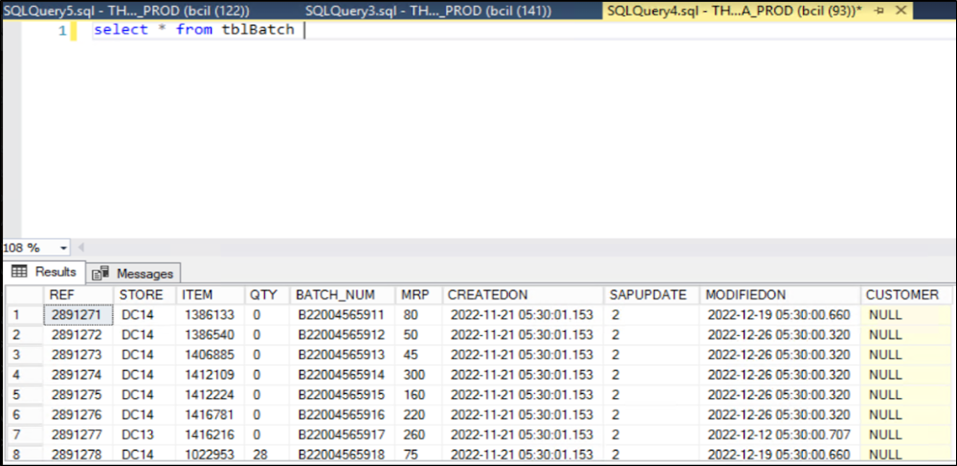 SQLQuery5.sql - TH..._PROD (bcil (122)) SQLQuery3.sql - TH..._PROD (bcil (141)) SQLQuery4.sql - TH...A_PROD (bcil (93))*
1 select * from tblBatch
108 %
Results Messages
REF STORE ITEM QTY BATCH_NUM MRP CREATEDON SAPUPDATE MODIFIEDON CUSTOMER
1 2891271 DC14 1386133 0 B22004565911 80 2022-11-21 05:30:01.153 2 2022-12-19 05:30:00.660 NULL
2 2891272 DC14 1386540 0 B22004565912 50 2022-11-21 05:30:01.153 2 2022-12-26 05:30:00.320 NULL
3 2891273 DC14 1406885 0 B22004565913 45 2022-11-21 05:30:01.153 2 2022-12-26 05:30:00.320 NULL
4 2891274 DC14 1412109 0 B22004565914 300 2022-11-21 05:30:01.153 2 2022-12-26 05:30:00.320 NULL
5 2891275 DC14 1412224 0 B22004565915 160 2022-11-21 05:30:01.153 2 2022-12-26 05:30:00.320 NULL
6 2891276 DC14 1416781 0 B22004565916 220 2022-11-21 05:30:01.153 2 2022-12-26 05:30:00.320 NULL
7 2891277 DC13 1416216 0 B22004565917 260 2022-11-21 05:30:01.153 2 2022-12-12 05:30:00.707 NULL
8 2891278 DC14 1022953 28 B22004565918 75 2022-11-21 05:30:01.153 2 2022-12-19 05:30:00.660 NULL